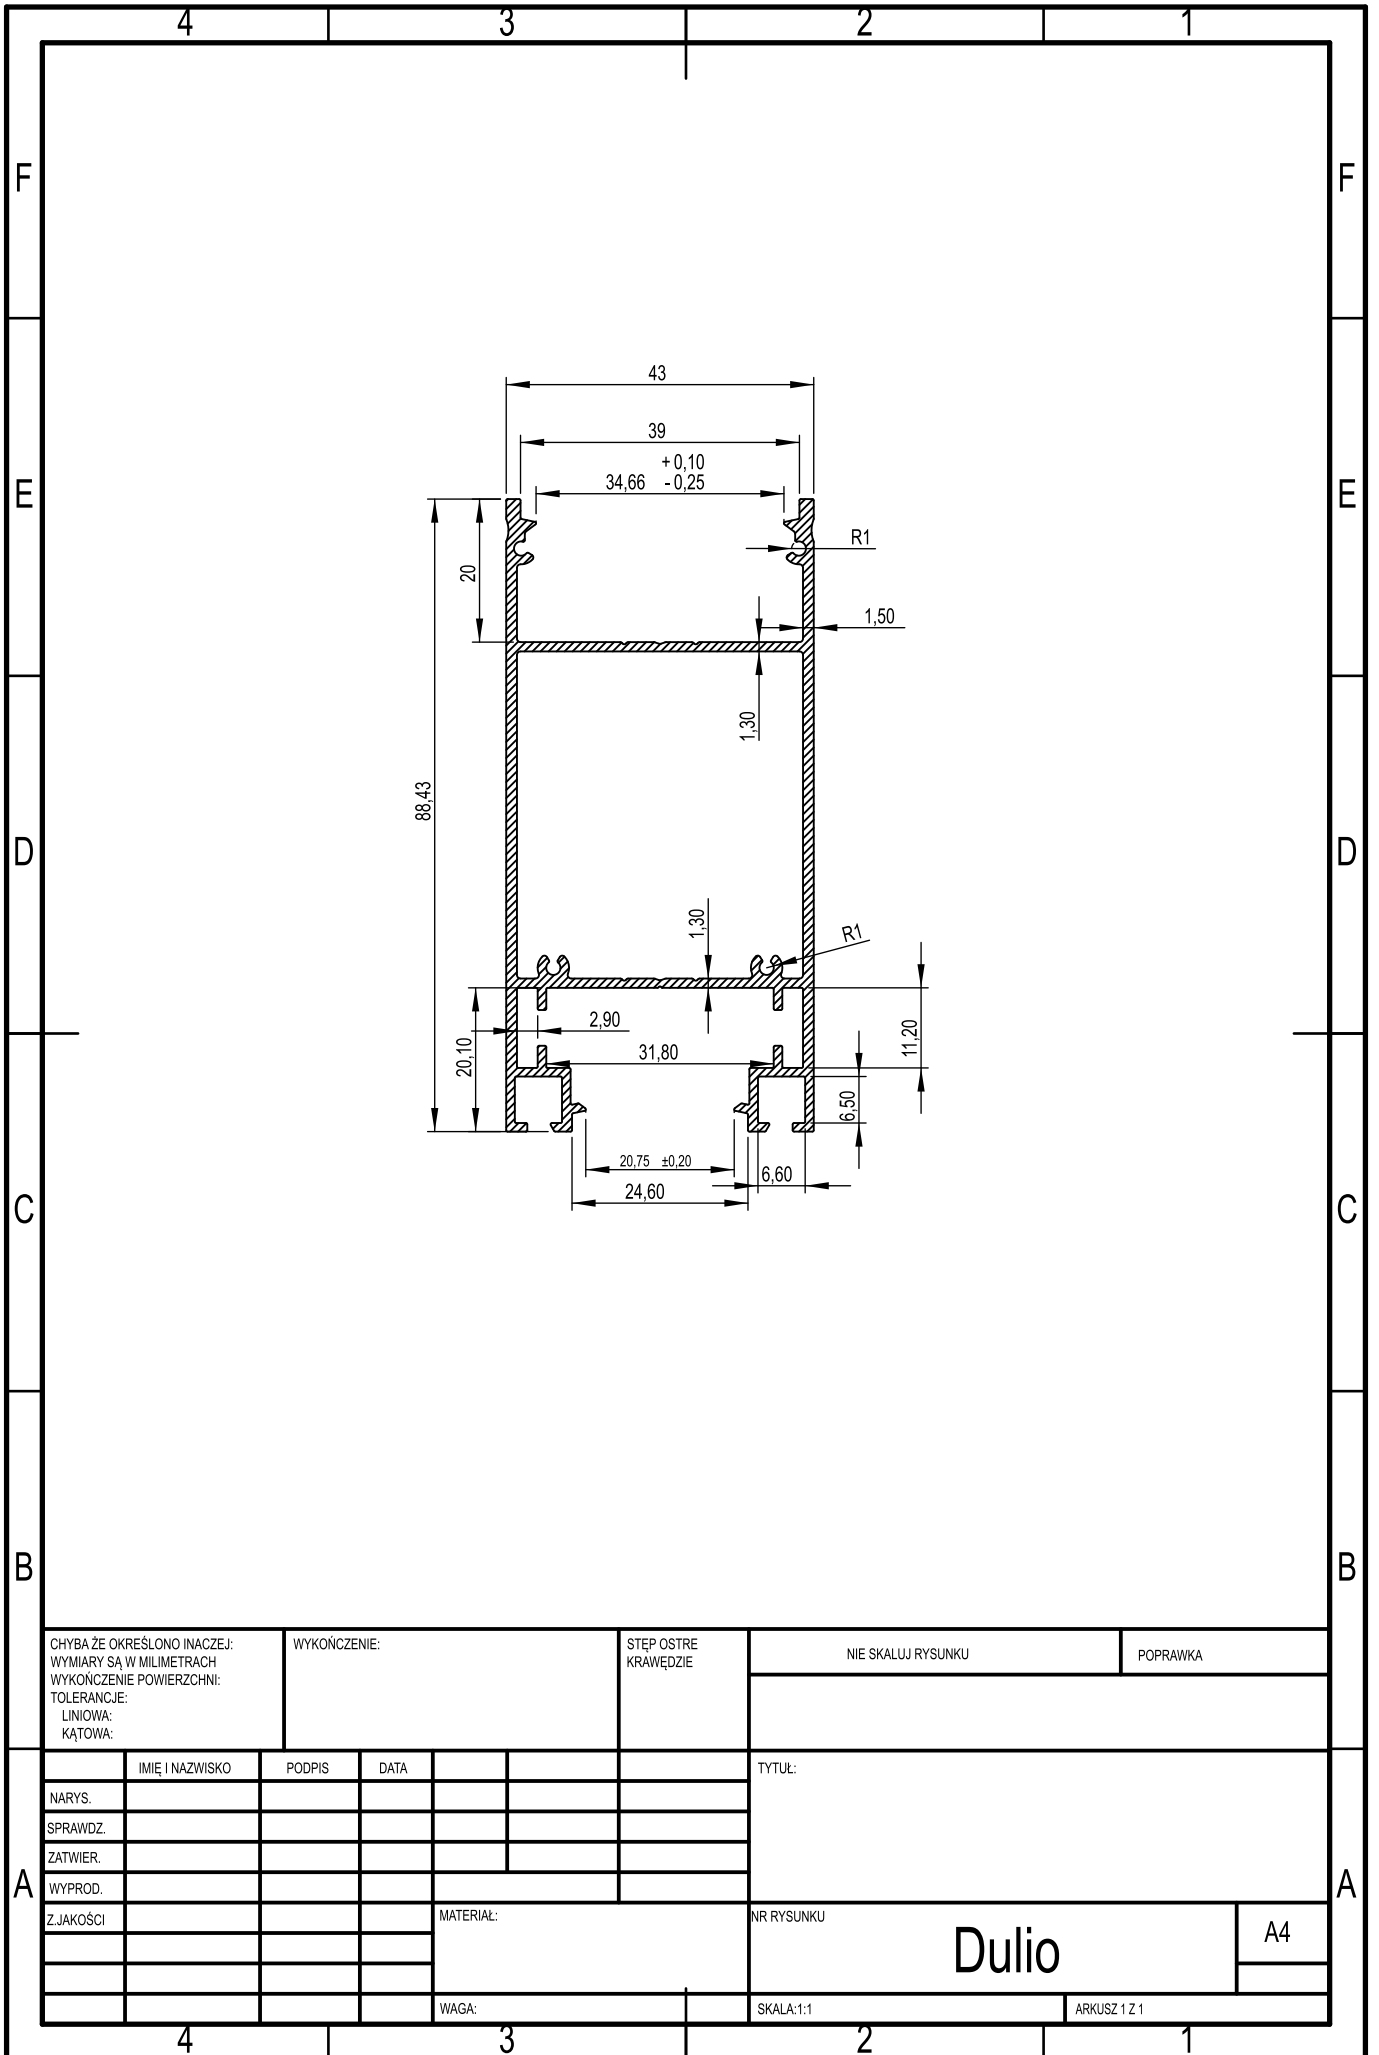 4 3 2 1
F F
43
39
+ 0,10
34,66 - 0,25
E E
R1
20
1,50
1,30
88,43
D D
1,30
R1
2,90
11,20
20,10
31,80
6,50
20,75 ±0,20
6,60
24,60
C C
B B
CHYBA ŻE OKREŚLONO INACZEJ:
WYMIARY SĄ W MILIMETRACH
WYKOŃCZENIE POWIERZCHNI:
TOLERANCJE:
LINIOWA:
KĄTOWA:
WYKOŃCZENIE:
STĘP OSTRE
KRAWĘDZIE
NIE SKALUJ RYSUNKU
POPRAWKA
IMIĘ I NAZWISKO PODPIS DATA
TYTUŁ:
NARYS.
SPRAWDZ.
ZATWIER.
WYPROD.
A A
Z.JAKOŚCI
MATERIAŁ:
NR RYSUNKU
Dulio
A4
WAGA:
SKALA:1:1
ARKUSZ 1 Z 1
4 3 2 1